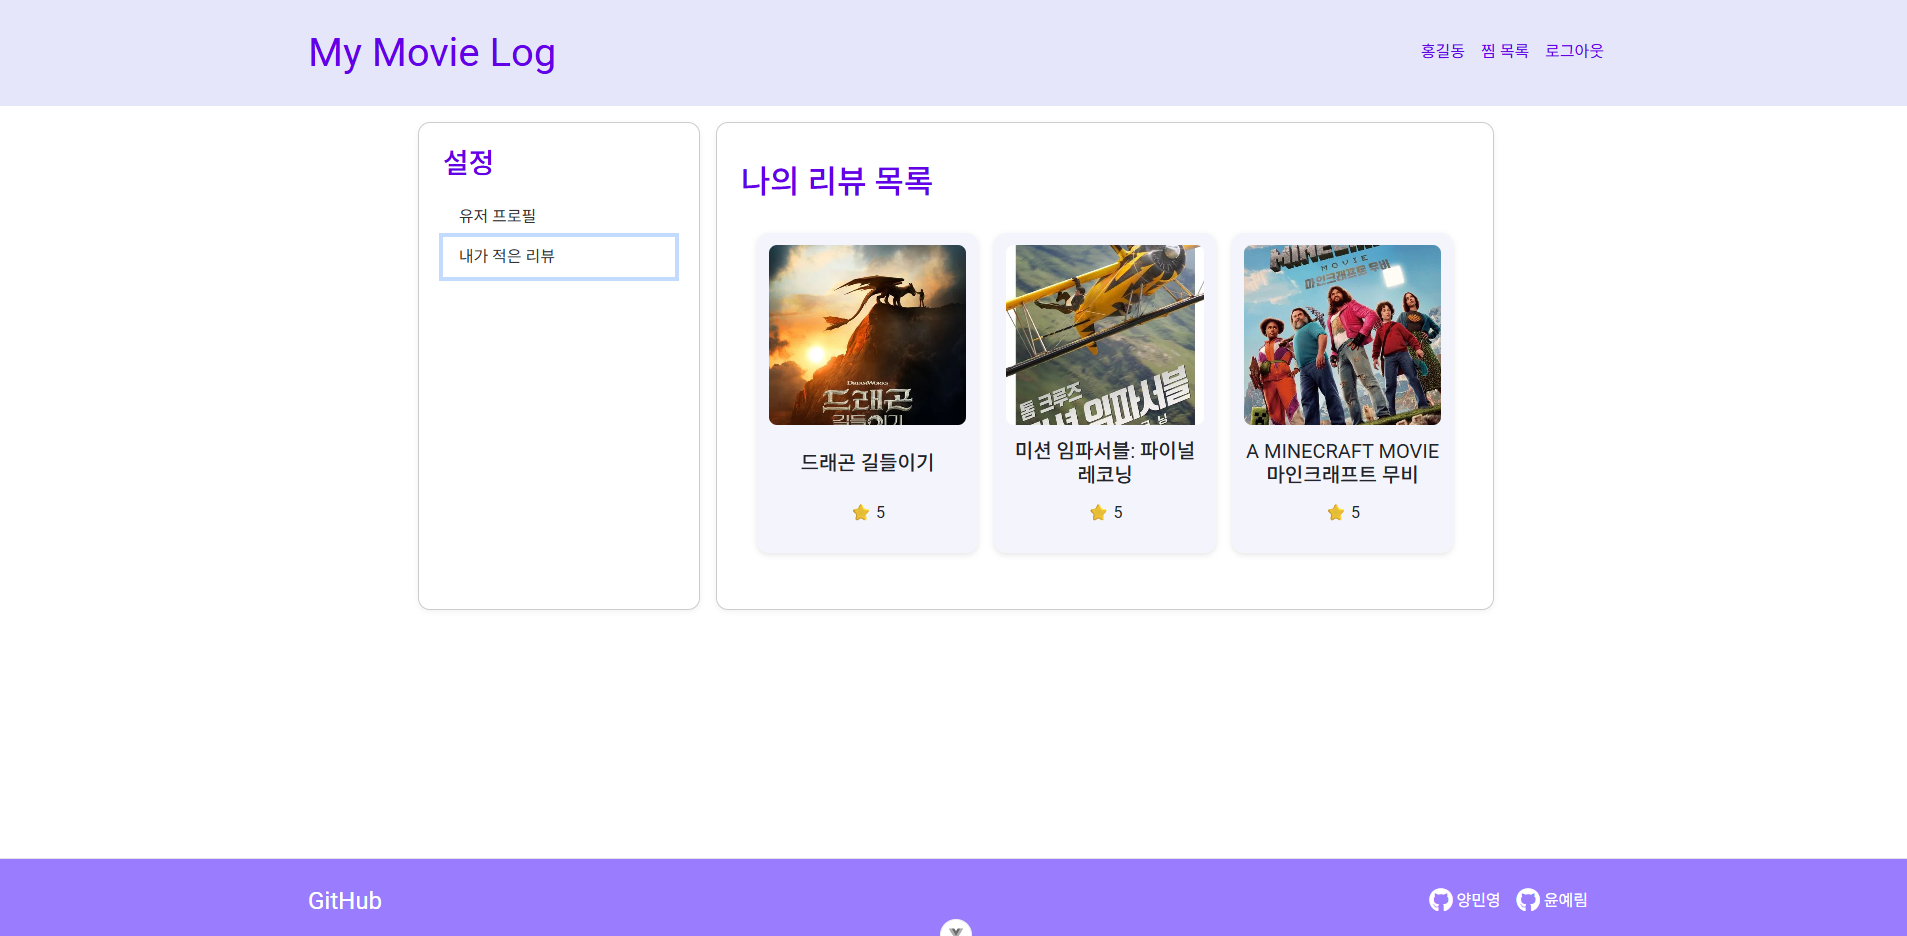 My Movie Log
홍길동 찜 목록 로그아웃
설정
유저 프로필
내가 적은 리뷰
나의 리뷰 목록
DREAMWORKS
드래곤
길들이기
드래곤 길들이기
5
톰 크루즈
미션 임파서블
미션 임파서블: 파이널
레코닝
5
MINECRAFT
MOVIE
마인크래프트 무비
A MINECRAFT MOVIE
마인크래프트 무비
5
GitHub
양민영 윤예림